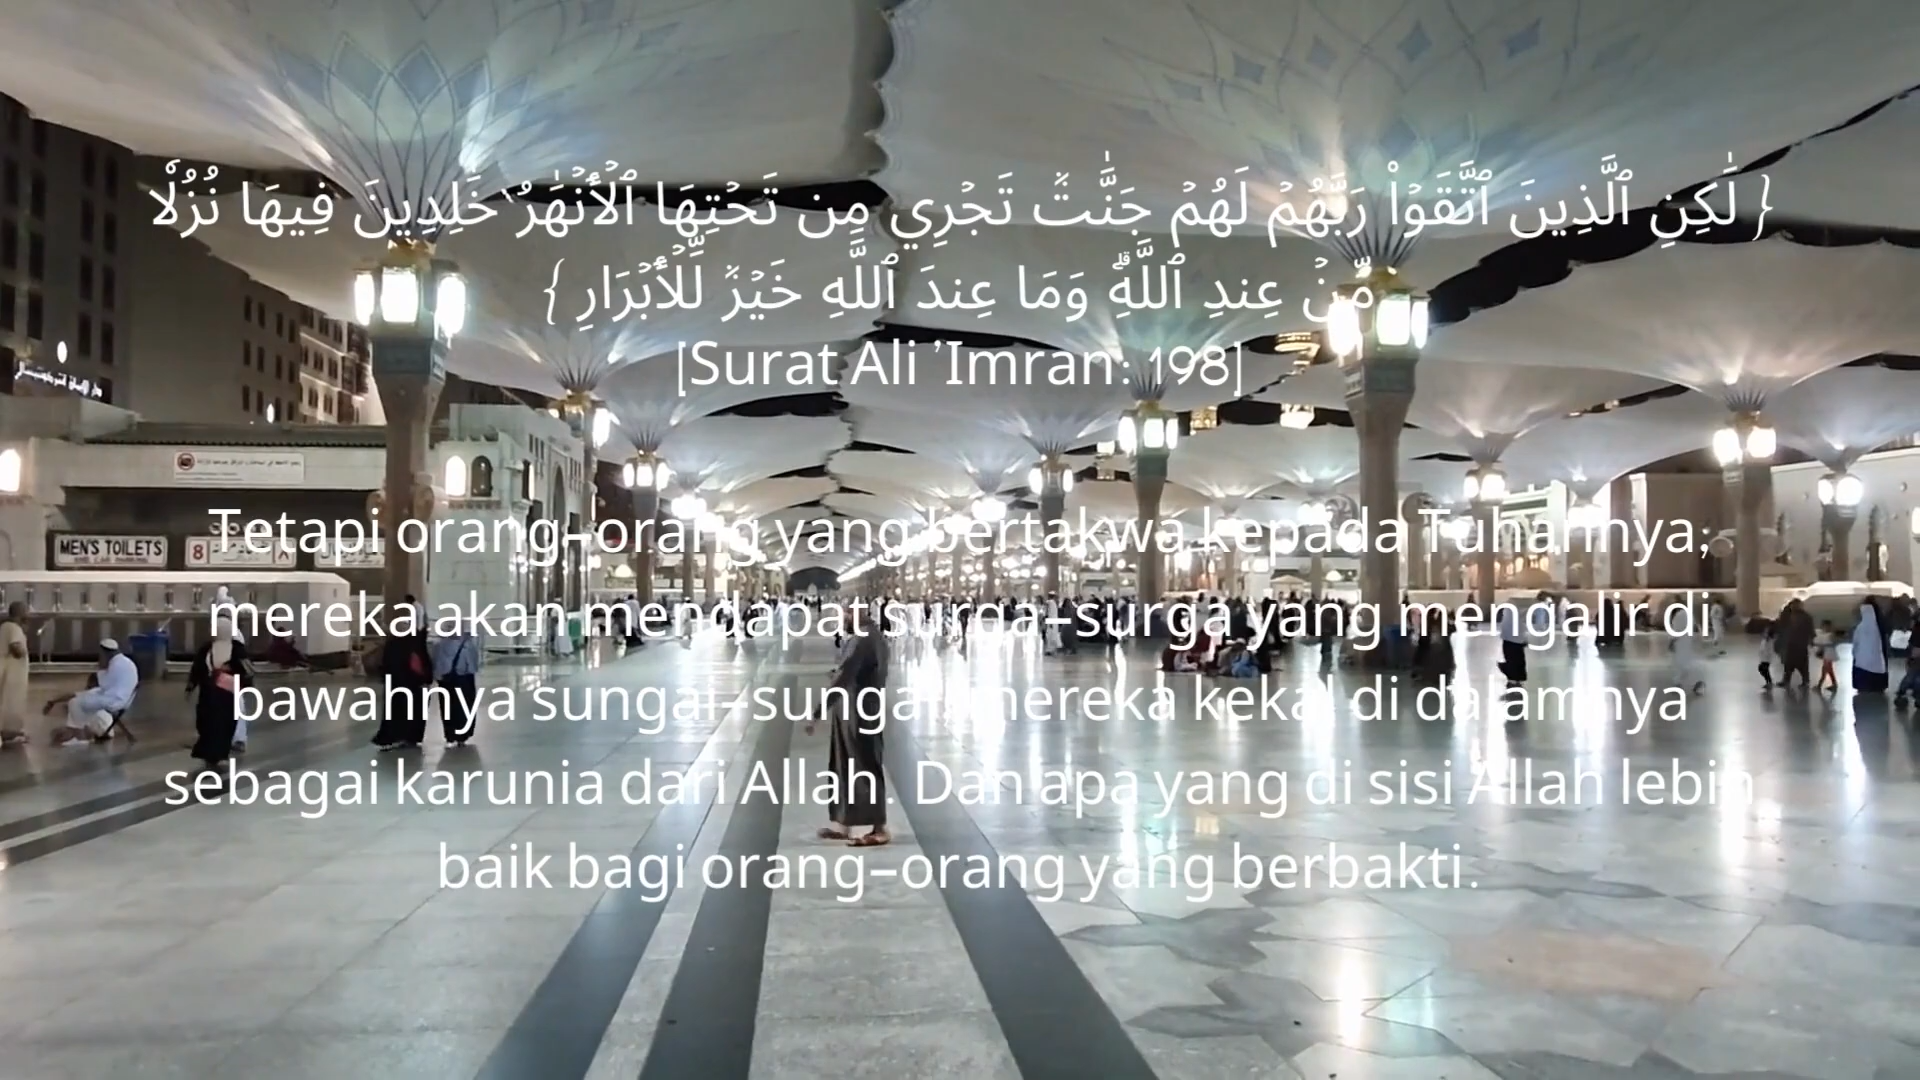 { لَٰكِنِ ٱلَّذِينَ ٱتَّقَوۡاْ رَبَّهُمۡ لَهُمۡ جَنَّٰتٞ تَجۡرِي مِن تَحۡتِهَا ٱلۡأَنۡهَٰرُ خَٰلِدِينَ فِيهَا نُزُلٗا
مِّنۡ عِندِ ٱللَّهِۗ وَمَا عِندَ ٱللَّهِ خَيۡرٞ لِّلۡأَبۡرَارِ }
[Surat Ali 'Imran: 198]
Tetapi orang-orang yang bertakwa kepada Tuhannya;
mereka akan mendapat surga-surga yang mengalir di
bawahnya sungai-sungai, mereka kekal di dalamnya
sebagai karunia dari Allah. Dan apa yang di sisi Allah lebih
baik bagi orang-orang yang berbakti.
MEN'S TOILETS
8 ٨